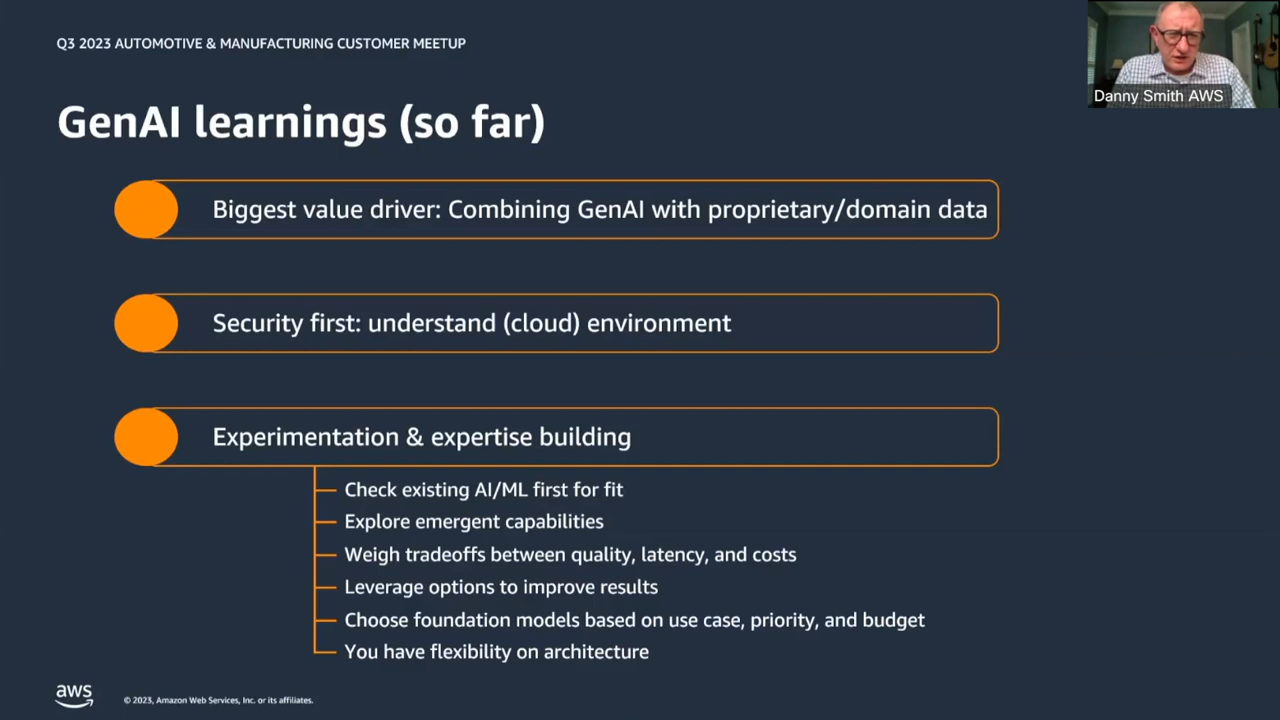 Q3 2023 AUTOMOTIVE & MANUFACTURING CUSTOMER MEETUP
Danny Smith AWS
GenAI learnings (so far)
Biggest value driver: Combining GenAI with proprietary/domain data
Security first: understand (cloud) environment
Experimentation & expertise building
Check existing AI/ML first for fit
Explore emergent capabilities
Weigh tradeoffs between quality, latency, and costs
Leverage options to improve results
Choose foundation models based on use case, priority, and budget
You have flexibility on architecture
aws
© 2023, Amazon Web Services, Inc. or its affiliates.